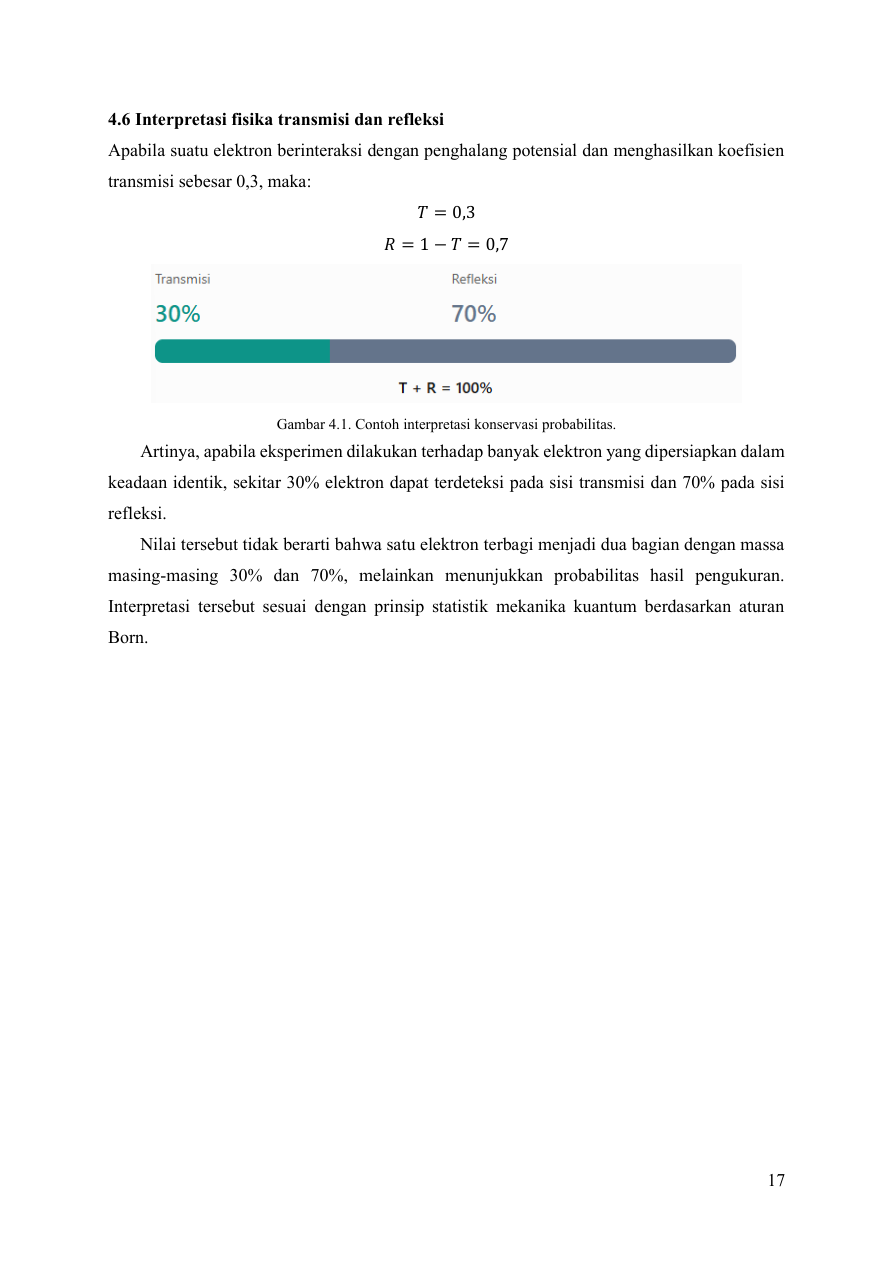 4.6 Interpretasi fisika transmisi dan refleksi
Apabila suatu elektron berinteraksi dengan penghalang potensial dan menghasilkan koefisien
transmisi sebesar 0,3, maka:
𝑇 = 0,3
𝑅 = 1 − 𝑇 = 0,7
Transmisi Refleksi
30% 70%
T + R = 100%
Gambar 4.1. Contoh interpretasi konservasi probabilitas.
Artinya, apabila eksperimen dilakukan terhadap banyak elektron yang dipersiapkan dalam
keadaan identik, sekitar 30% elektron dapat terdeteksi pada sisi transmisi dan 70% pada sisi
refleksi.
Nilai tersebut tidak berarti bahwa satu elektron terbagi menjadi dua bagian dengan massa
masing-masing 30% dan 70%, melainkan menunjukkan probabilitas hasil pengukuran.
Interpretasi tersebut sesuai dengan prinsip statistik mekanika kuantum berdasarkan aturan
Born.
17